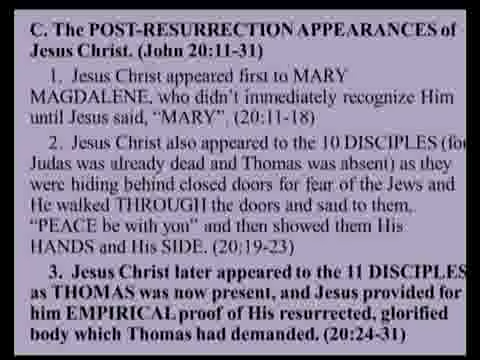 C. The POST-RESURRECTION APPEARANCES of
Jesus Christ. (John 20:11-31)
1. Jesus Christ appeared first to MARY
MAGDALENE, who didn't immediately recognize Him
until Jesus said, "MARY". (20:11-18)
2. Jesus Christ also appeared to the 10 DISCIPLES (for
Judas was already dead and Thomas was absent) as they
were hiding behind closed doors for fear of the Jews and
He walked THROUGH the doors and said to them,
"PEACE be with you" and then showed them His
HANDS and His SIDE. (20:19-23)
3. Jesus Christ later appeared to the 11 DISCIPLES
as THOMAS was now present, and Jesus provided for
him EMPIRICAL proof of His resurrected, glorified
body which Thomas had demanded. (20:24-31)